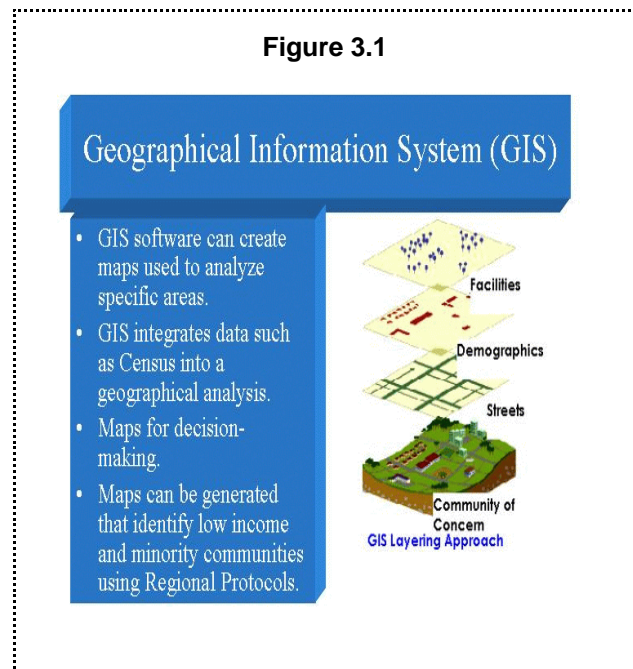 Figure 3.1
Geographical Information System (GIS)
• GIS software can create
maps used to analyze
specific areas.
• GIS integrates data such
as Census into a
geographical analysis.
• Maps for decision-
making.
• Maps can be generated
that identify low income
and minority communities
using Regional Protocols.
Facilities
Demographics
Streets
Community of
Concern
GIS Layering Approach